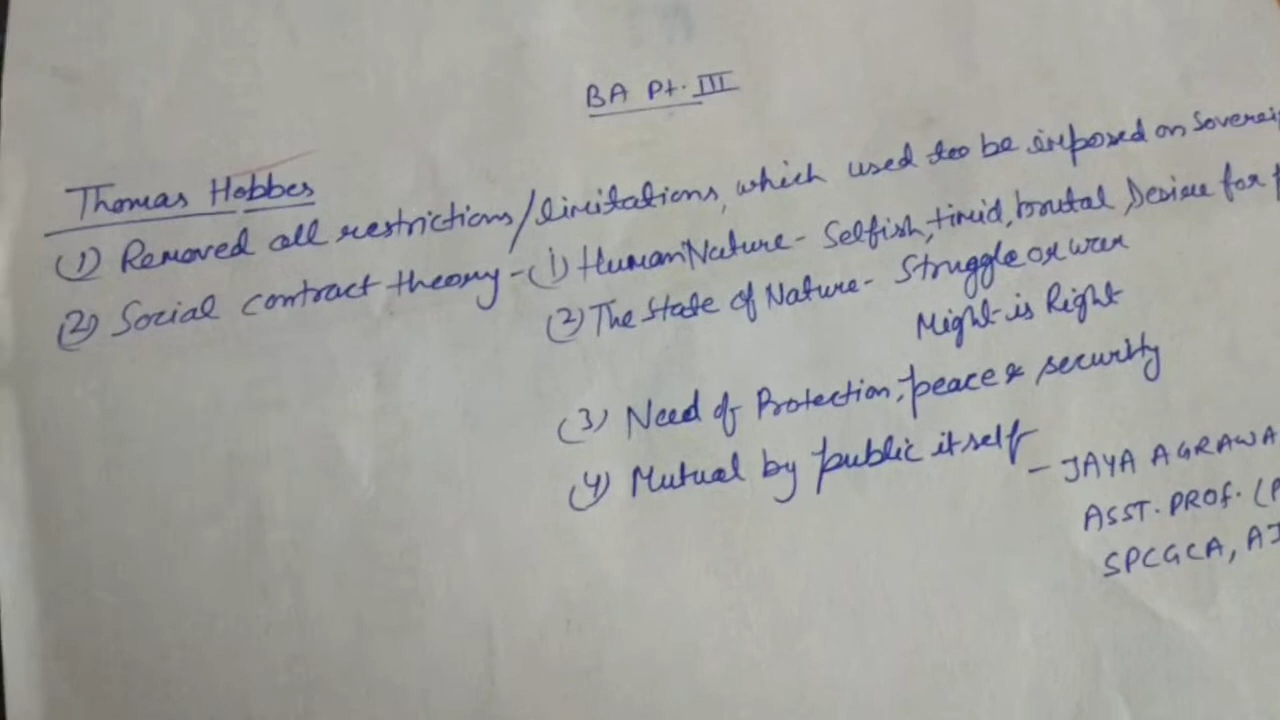 BA Pt. III
Thomas Hobbes
(1) Removed all restrictions/limitations, which used too be imposed on
(2) Social contract theory - (1) Human Nature - Selfish, timid, brutal, Desire for
(2) The State of Nature - Struggle or war
Might is Right
(3) Need of Protection, peace & security
(4) Mutual by public itself
- JAYA
ASST. PROF.
SPCGCA,